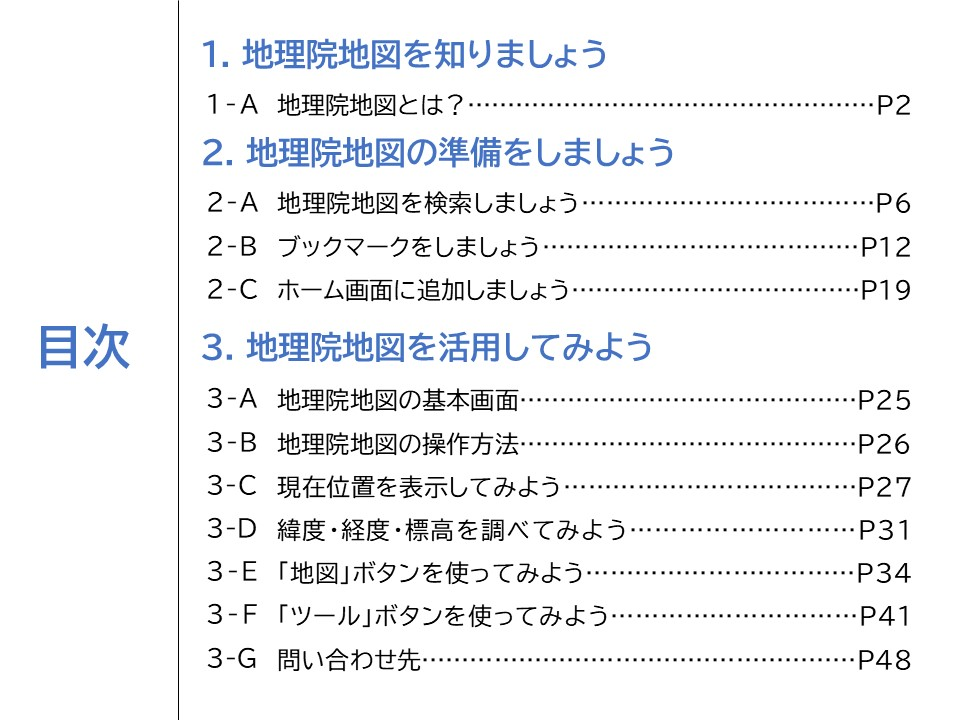 目次
1. 地理院地図を知りましょう
1-A 地理院地図とは？……………………………………………P2
2. 地理院地図の準備をしましょう
2-A 地理院地図を検索しましょう………………………………P6
2-B ブックマークをしましょう…………………………………P12
2-C ホーム画面に追加しましょう………………………………P19
3. 地理院地図を活用してみよう
3-A 地理院地図の基本画面……………………………………P25
3-B 地理院地図の操作方法……………………………………P26
3-C 現在位置を表示してみよう………………………………P27
3-D 緯度・経度・標高を調べてみよう………………………P31
3-E 「地図」ボタンを使ってみよう……………………………P34
3-F 「ツール」ボタンを使ってみよう…………………………P41
3-G 問い合わせ先………………………………………………P48